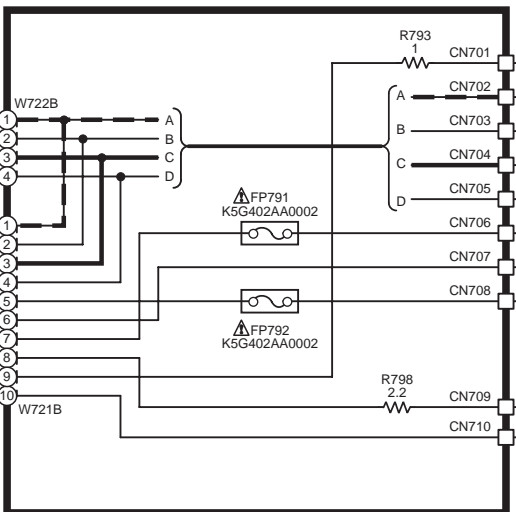 R793
1
CN701
W722B
CN702
A
1
A
2
B
B
CN703
3
C
C
CN704
4
D
D
CN705
FP791
K5G402AA0002
CN706
1
2
CN707
3
4
5
CN708
6
FP792
K5G402AA0002
7
8
9
R798
2.2
CN709
10
W721B
CN710